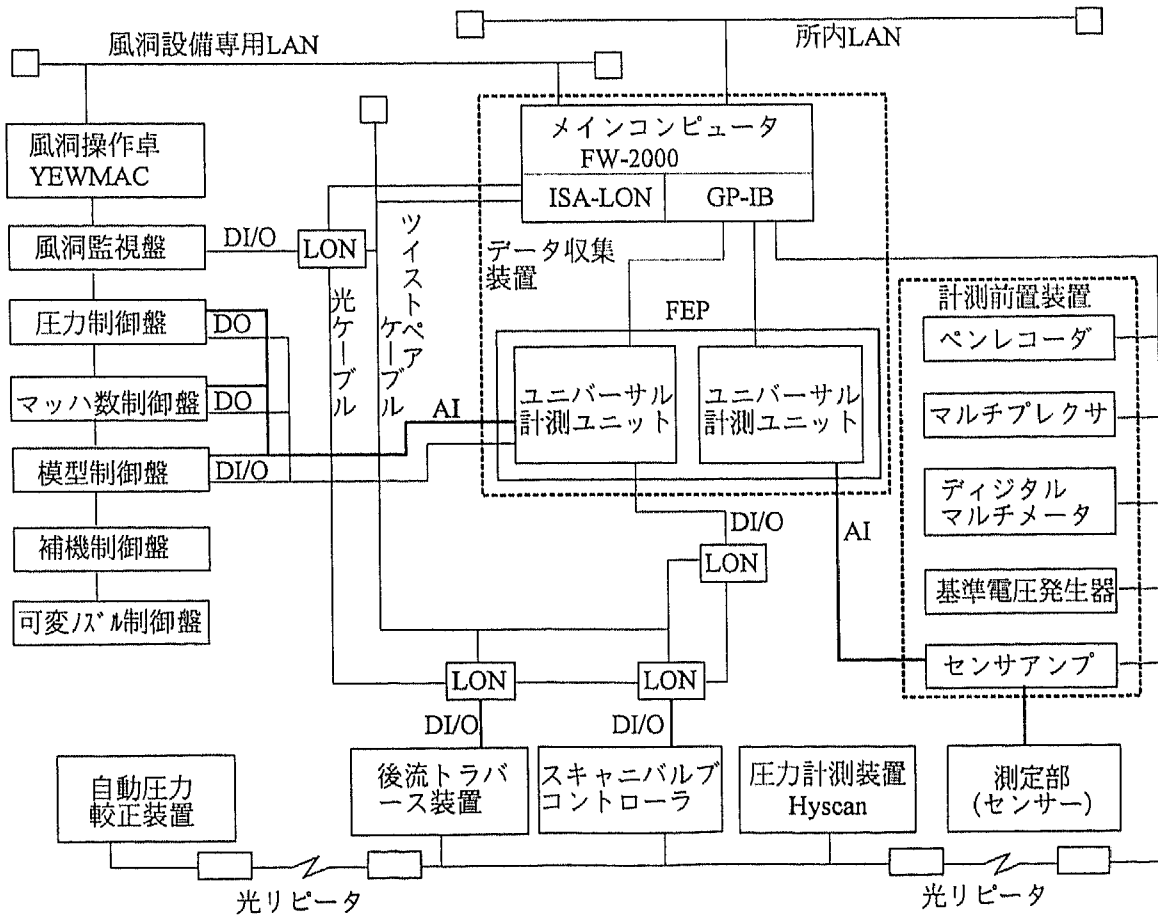 風洞設備専用LAN
所内LAN
メインコンピュータ
FW-2000
ISA-LON
GP-IB
データ収集
装置
FEP
ユニバーサル
計測ユニット
ユニバーサル
計測ユニット
風洞操作卓
YEWMAC
風洞監視盤
DI/O
LON
圧力制御盤
DO
マッハ数制御盤
DO
模型制御盤
DI/O
補機制御盤
可変ノズル制御盤
光ケーブル
ツイストペア
ケーブル
AI
計測前置装置
ペンレコーダ
マルチプレクサ
ディジタル
マルチメータ
基準電圧発生器
センサアンプ
AI
DI/O
LON
LON
LON
DI/O
DI/O
自動圧力
較正装置
後流トラバ
ース装置
スキャニバルブ
コントローラ
圧力計測装置
Hyscan
測定部
(センサー)
光リピータ
光リピータ